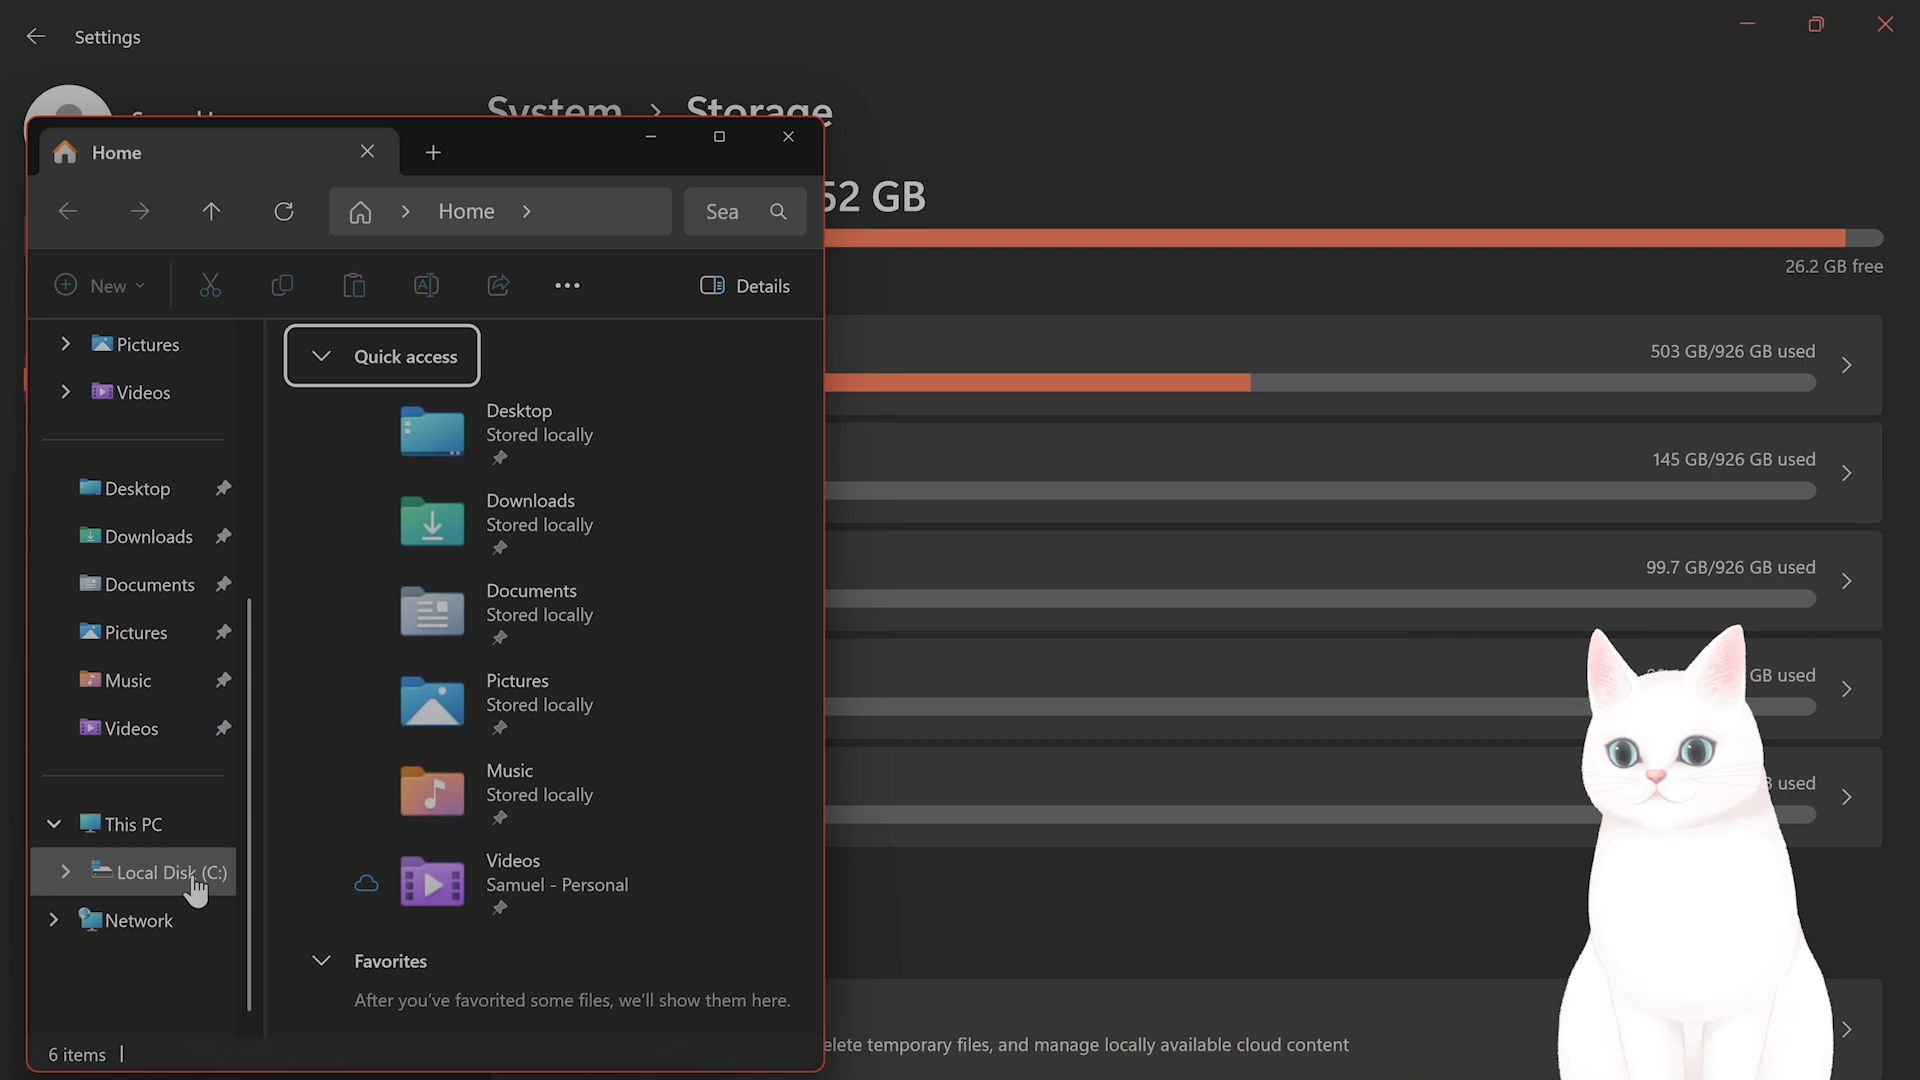 Settings
System > Storage
Home
52 GB
Home
Sea
26.2 GB free
New
Details
Pictures
Videos
Quick access
503 GB/926 GB used
Desktop
Stored locally
145 GB/926 GB used
Desktop
Downloads
Stored locally
Downloads
99.7 GB/926 GB used
Documents
Documents
Stored locally
Pictures
GB used
Pictures
Stored locally
Music
Music
Stored locally
Videos
used
This PC
Videos
Samuel - Personal
Local Disk (C:)
Network
Favorites
After you've favorited some files, we'll show them here.
elete temporary files, and manage locally available cloud content
6 items